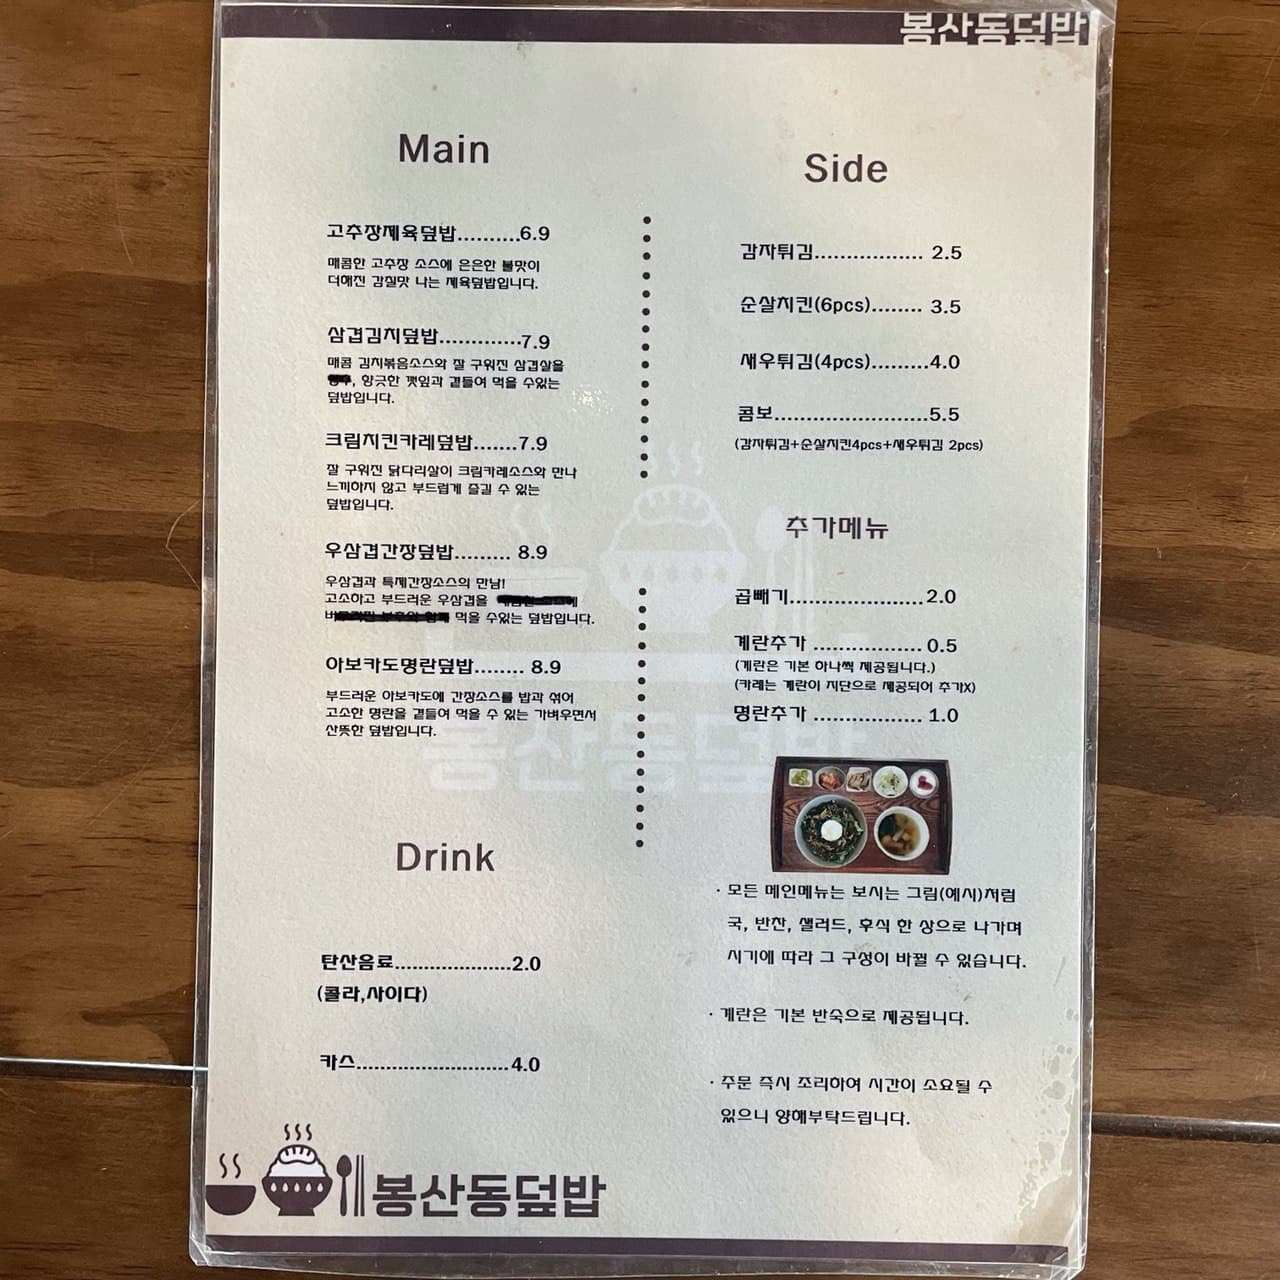 봉산동덮밥
Main
고추장제육덮밥..........6.9
매콤한 고추장 소스에 은은한 불맛이
더해진 감칠맛 나는 제육덮밥입니다.
삼겹김치덮밥.............7.9
매콤 김치볶음소스와 잘 구워진 삼겹살을
, 향긋한 깻잎과 곁들여 먹을 수있는
덮밥입니다.
크림치킨카레덮밥.......7.9
잘 구워진 닭다리살이 크림카레소스와 만나
느끼하지 않고 부드럽게 즐길 수 있는
덮밥입니다.
우삼겹간장덮밥......... 8.9
우삼겹과 특제간장소스의 만남!
고소하고 부드러운 우삼겹을
먹을 수있는 덮밥입니다.
아보카도명란덮밥........ 8.9
부드러운 아보카도에 간장소스를 밥과 섞어
고소한 명란을 곁들여 먹을 수 있는 가벼우면서
산뜻한 덮밥입니다.
Drink
탄산음료....................2.0
(콜라,사이다)
카스..........................4.0
Side
감자튀김.................. 2.5
순살치킨(6pcs)........ 3.5
새우튀김(4pcs)..........4.0
콤보..........................5.5
(감자튀김+순살치킨4pcs+새우튀김 2pcs)
추가메뉴
곱빼기.......................2.0
계란추가 ................... 0.5
(계란은 기본 하나씩 제공됩니다.)
(카레는 계란이 지단으로 제공되어 추가X)
명란추가 ................... 1.0
봉산동덮밥
· 모든 메인메뉴는 보시는 그림(예시)처럼
국, 반찬, 샐러드, 후식 한 상으로 나가며
시기에 따라 그 구성이 바뀔 수 있습니다.
· 계란은 기본 반숙으로 제공됩니다.
· 주문 즉시 조리하여 시간이 소요될 수
있으니 양해부탁드립니다.
봉산동덮밥